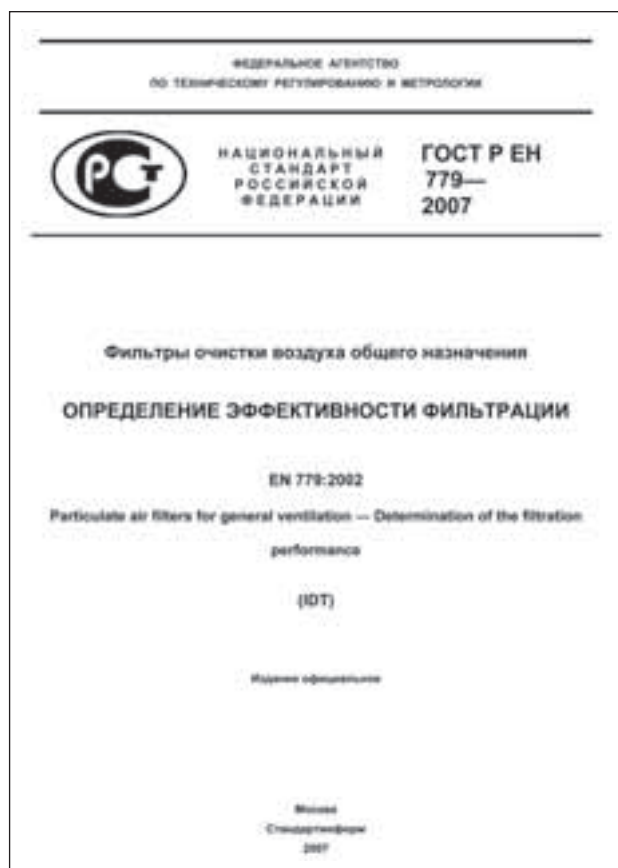 ФЕДЕРАЛЬНОЕ АГЕНТСТВО
ПО ТЕХНИЧЕСКОМУ РЕГУЛИРОВАНИЮ И МЕТРОЛОГИИ
РСТ
НАЦИОНАЛЬНЫЙ
СТАНДАРТ
РОССИЙСКОЙ
ФЕДЕРАЦИИ
ГОСТ Р ЕН
779—
2007
Фильтры очистки воздуха общего назначения
ОПРЕДЕЛЕНИЕ ЭФФЕКТИВНОСТИ ФИЛЬТРАЦИИ
EN 779:2002
Particulate air filters for general ventilation — Determination of the filtration
performance
(IDT)
Издание официальное
Москва
Стандартинформ
2007